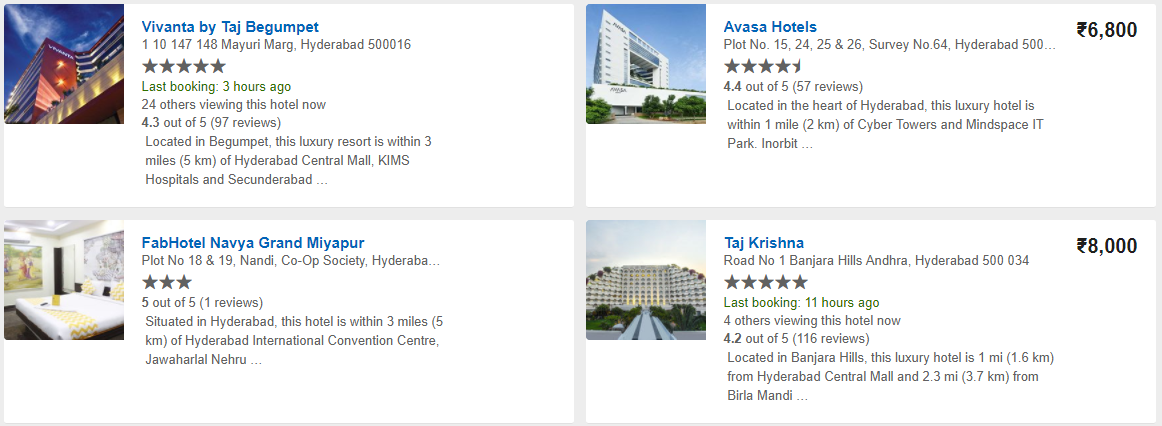 Vivanta by Taj Begumpet
1 10 147 148 Mayuri Marg, Hyderabad 500016
Last booking: 3 hours ago
24 others viewing this hotel now
4.3 out of 5 (97 reviews)
Located in Begumpet, this luxury resort is within 3
miles (5 km) of Hyderabad Central Mall, KIMS
Hospitals and Secunderabad …
VIVANTA
Avasa Hotels
₹6,800
Plot No. 15, 24, 25 & 26, Survey No.64, Hyderabad 500…
4.4 out of 5 (57 reviews)
Located in the heart of Hyderabad, this luxury hotel is
within 1 mile (2 km) of Cyber Towers and Mindspace IT
Park. Inorbit …
AVASA
AVASA
FabHotel Navya Grand Miyapur
Plot No 18 & 19, Nandi, Co-Op Society, Hyderaba…
5 out of 5 (1 reviews)
Situated in Hyderabad, this hotel is within 3 miles (5
km) of Hyderabad International Convention Centre,
Jawaharlal Nehru …
Taj Krishna
₹8,000
Road No 1 Banjara Hills Andhra, Hyderabad 500 034
Last booking: 11 hours ago
4 others viewing this hotel now
4.2 out of 5 (116 reviews)
Located in Banjara Hills, this luxury hotel is 1 mi (1.6 km)
from Hyderabad Central Mall and 2.3 mi (3.7 km) from
Birla Mandi …